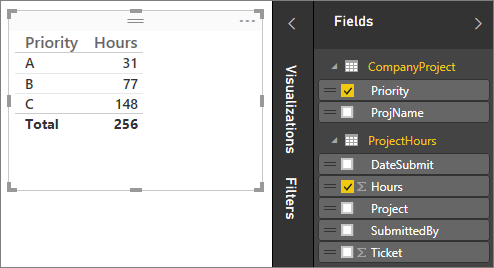 Priority Hours
A 31
B 77
C 148
Total 256
Visualizations
Filters
Fields
CompanyProject
Priority
ProjName
ProjectHours
DateSubmit
Σ Hours
Project
SubmittedBy
Σ Ticket